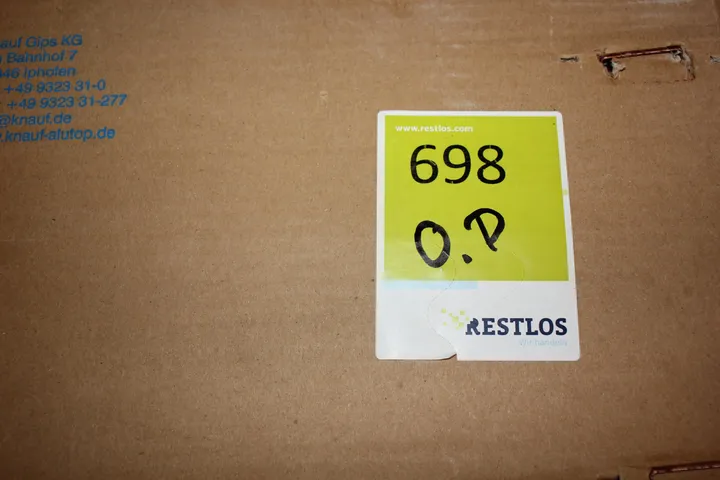 auf Gips KG
Bahnhof 7
46 Iphofen
+49 9323 31-0
+49 9323 31-277
@knauf.de
.knauf-alutop.de
www.restlos.com
698
O.P
RESTLOS